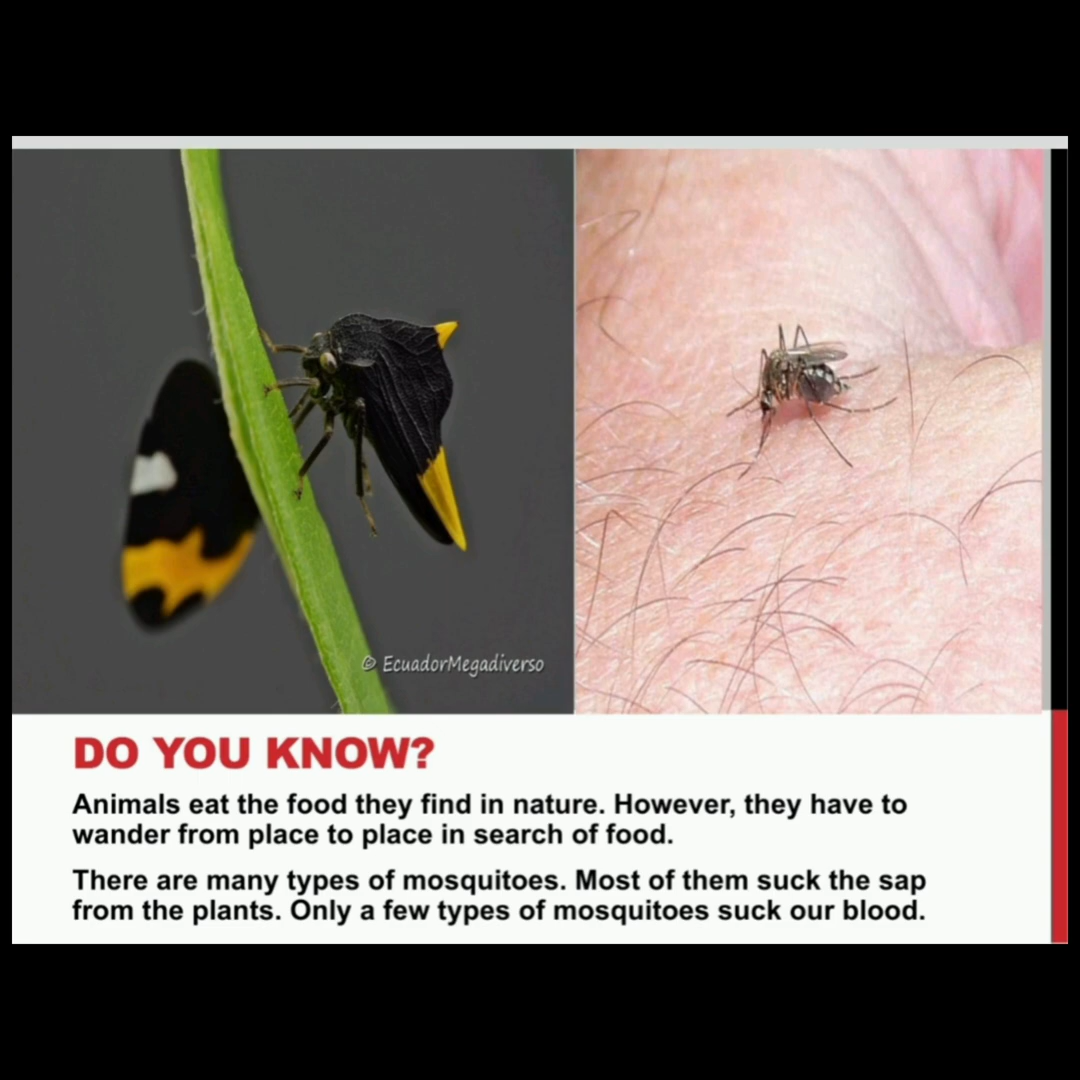 © EcuadorMegadiverso
DO YOU KNOW?
Animals eat the food they find in nature. However, they have to
wander from place to place in search of food.
There are many types of mosquitoes. Most of them suck the sap
from the plants. Only a few types of mosquitoes suck our blood.